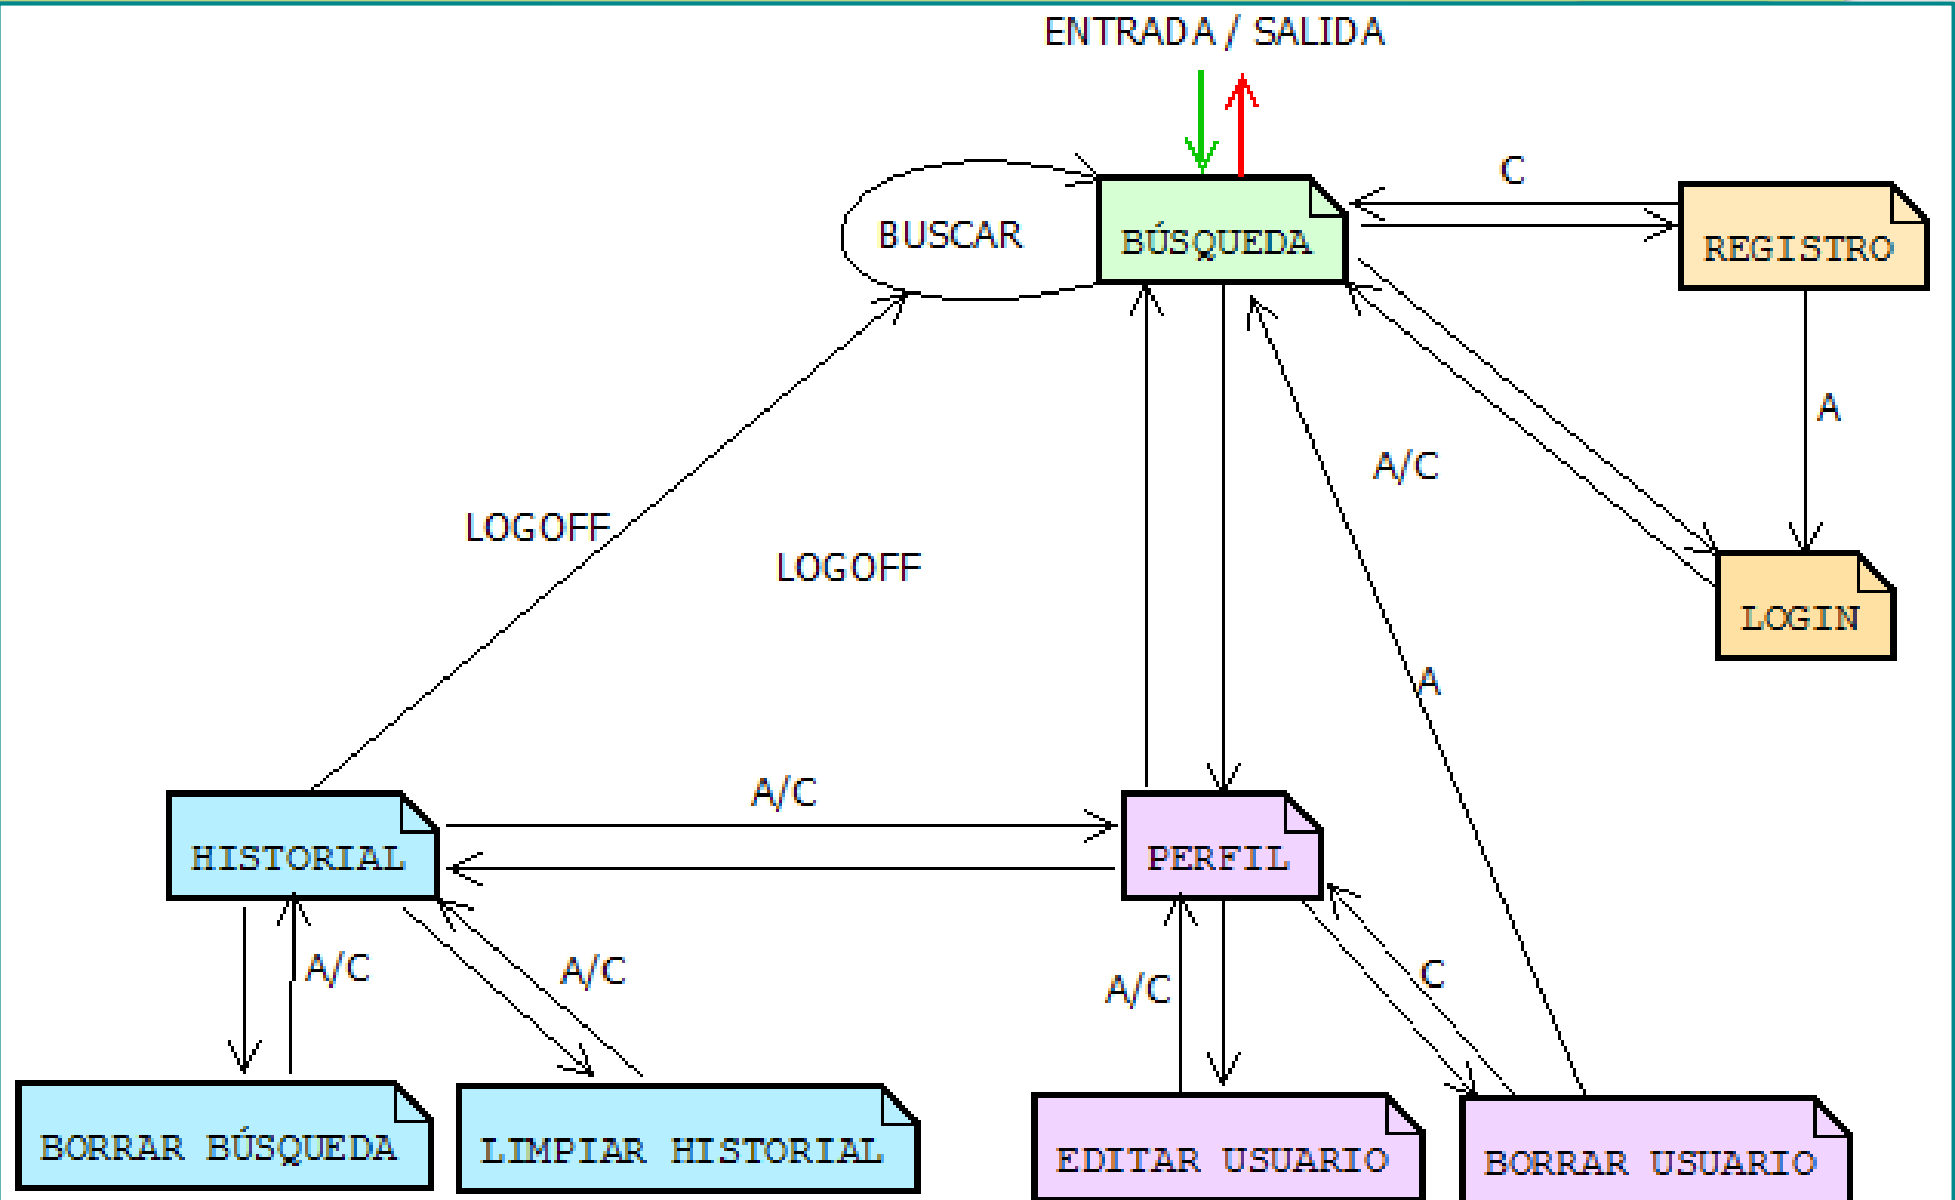 ENTRADA / SALIDA
C
BUSCAR
BÚSQUEDA
REGISTRO
A
A/C
LOGOFF
LOGOFF
LOGIN
A
A/C
HISTORIAL
PERFIL
A/C
A/C
A/C
C
BORRAR BÚSQUEDA
LIMPIAR HISTORIAL
EDITAR USUARIO
BORRAR USUARIO